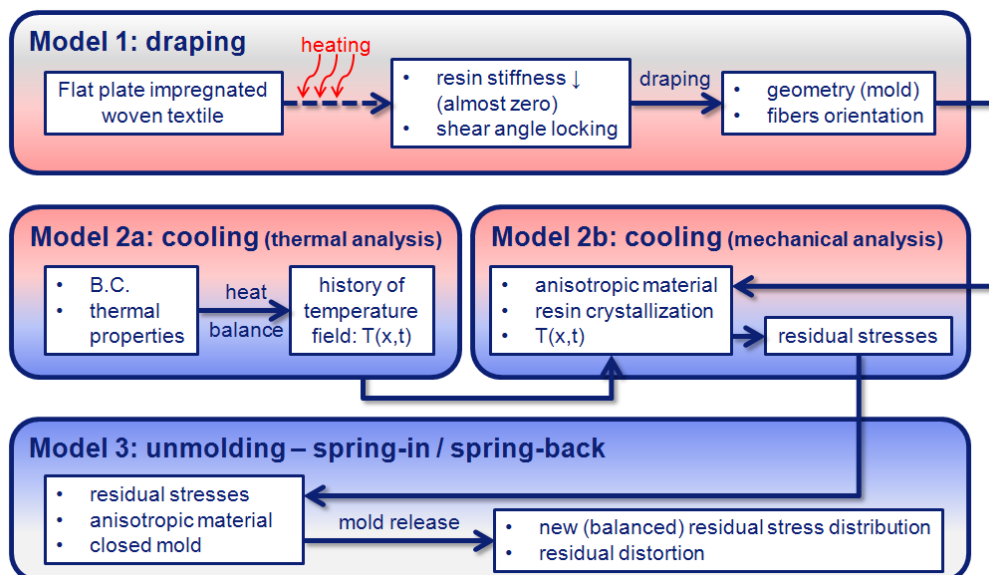 Model 1: draping
heating
Flat plate impregnated
woven textile
• resin stiffness ↓
(almost zero)
• shear angle locking
draping
• geometry (mold)
• fibers orientation
Model 2a: cooling (thermal analysis)
• B.C.
• thermal
properties
heat
balance
history of
temperature
field: T(x,t)
Model 2b: cooling (mechanical analysis)
• anisotropic material
• resin crystallization
• T(x,t)
residual stresses
Model 3: unmolding – spring-in / spring-back
• residual stresses
• anisotropic material
• closed mold
mold release
• new (balanced) residual stress distribution
• residual distortion